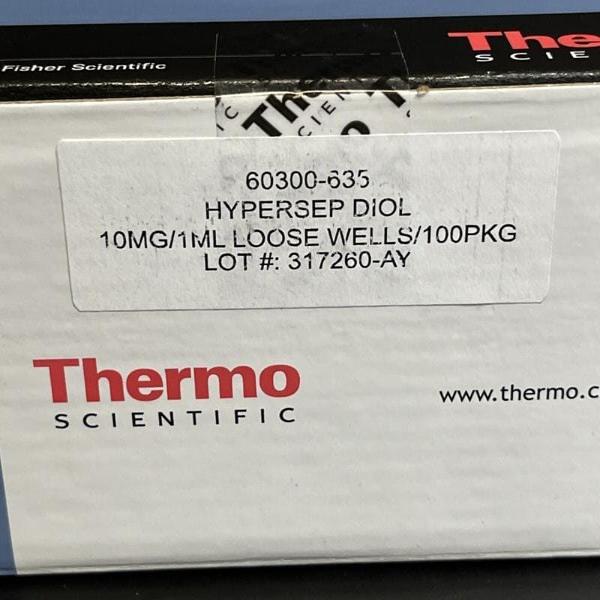 Fisher Scientific
The
SCIE
60300-635
HYPERSEP DIOL
10MG/1ML LOOSE WELLS/100PKG
LOT #: 317260-AY
Thermo
SCIENTIFIC
www.thermo.c